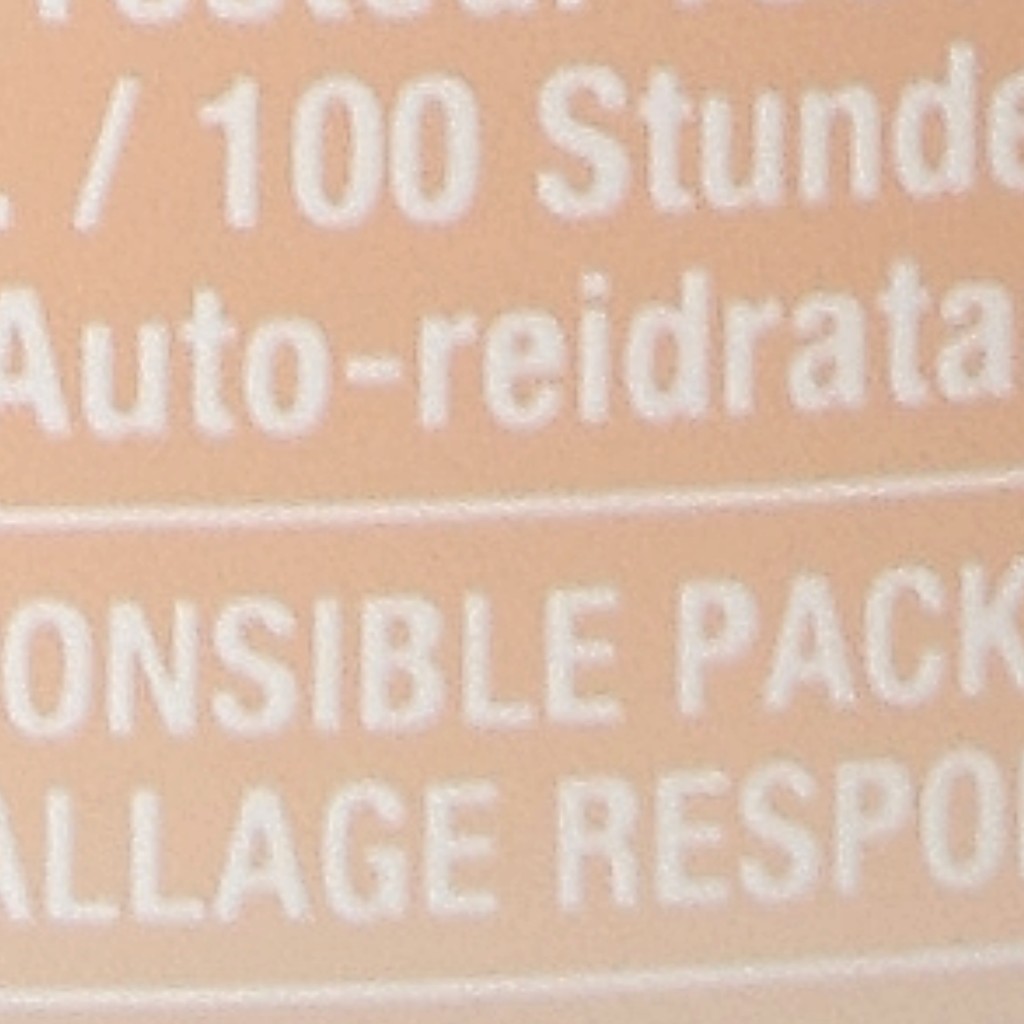 . / 100 Stunde
Auto-reidrata
ONSIBLE PACK
ALLAGE RESPO